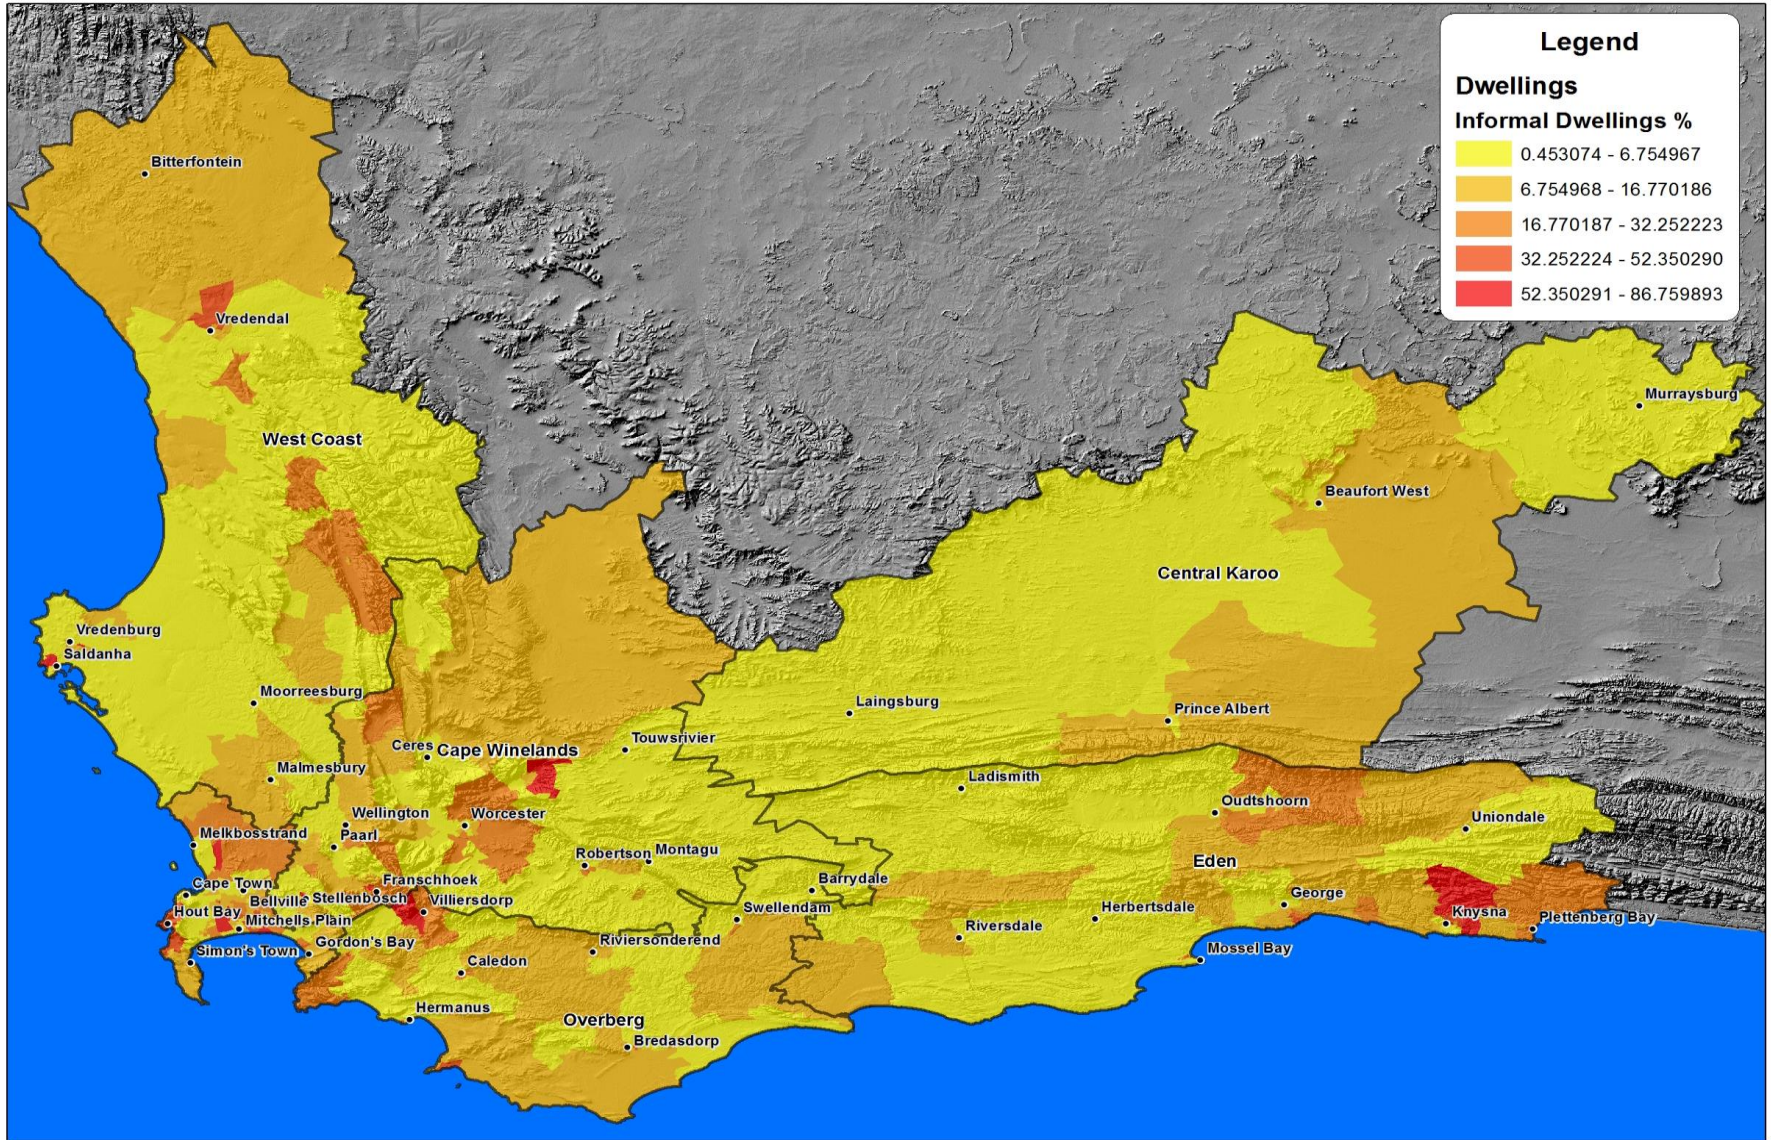 Legend
Dwellings
Informal Dwellings %
0.453074 - 6.754967
6.754968 - 16.770186
16.770187 - 32.252223
32.252224 - 52.350290
52.350291 - 86.759893
Bitterfontein
Vredendal
Murraysburg
West Coast
Beaufort West
Central Karoo
Vredenburg
Saldanha
Moorreesburg
Laingsburg
Prince Albert
Ceres
Cape Winelands
Touwsrivier
Malmesbury
Ladismith
Oudtshoorn
Wellington
Worcester
Uniondale
Melkbosstrand
Paarl
Robertson
Montagu
Eden
Barrydale
Franschhoek
Cape Town
Bellville
Stellenbosch
Villiersdorp
George
Hout Bay
Mitchells Plain
Swellendam
Herbertsdale
Knysna
Plettenberg Bay
Riversdale
Gordon's Bay
Riviersonderend
Mossel Bay
Simon's Town
Caledon
Hermanus
Overberg
Bredasdorp